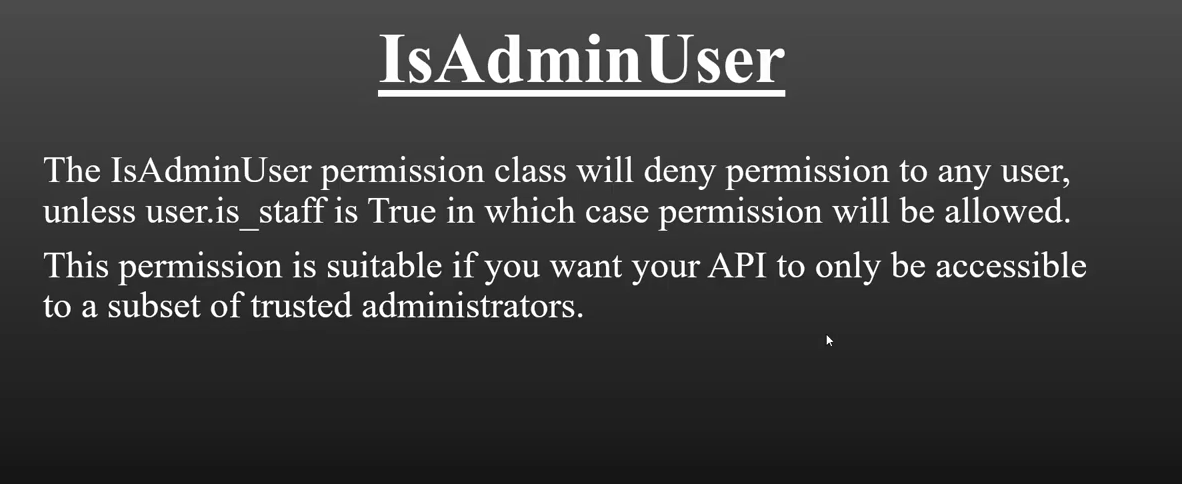 IsAdminUser
The IsAdminUser permission class will deny permission to any user,
unless user.is_staff is True in which case permission will be allowed.
This permission is suitable if you want your API to only be accessible
to a subset of trusted administrators.